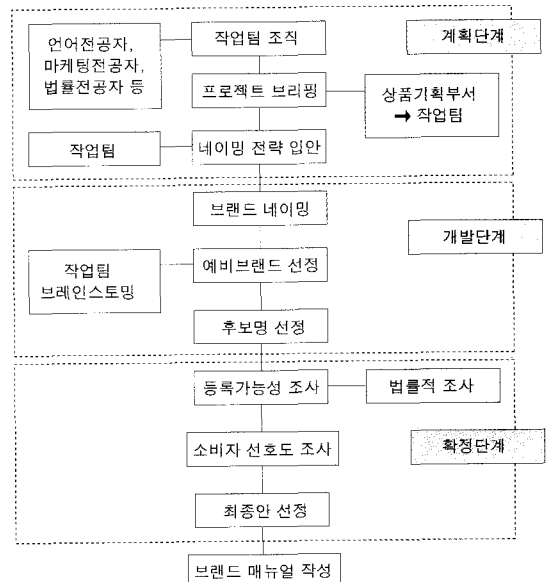 언어전공자,
마케팅전공자,
법률전공자 등
작업팀 조직
계획단계
프로젝트 브리핑
상품기획부서
→ 작업팀
작업팀
네이밍 전략 입안
브랜드 네이밍
개발단계
작업팀
브레인스토밍
예비브랜드 선정
후보명 선정
등록가능성 조사
법률적 조사
소비자 선호도 조사
확정단계
최종안 선정
브랜드 매뉴얼 작성